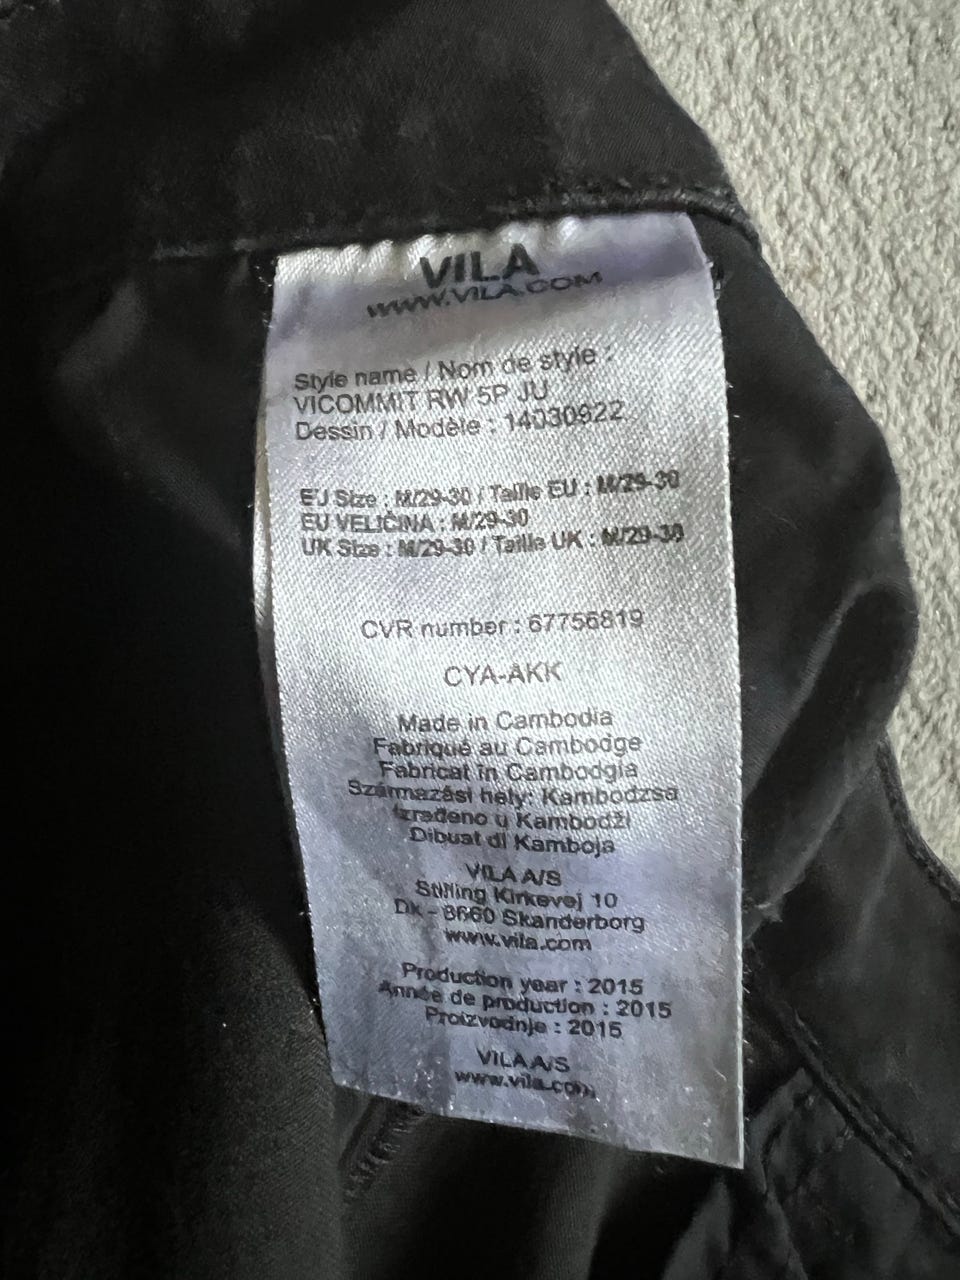 VILA
WWW.VILA.COM
Style name / Nom de style :
VICOMMIT RW 5P JU
Dessin / Modèle : 14030922
EU Size : M/29-30 / Taille EU : M/29-30
EU VELIČINA : M/29-30
UK Size : M/29-30 / Taille UK : M/29-30
CVR number : 67756819
CYA-AKK
Made in Cambodia
Fabriqué au Cambodge
Fabricat în Cambodgia
Származási hely: Kambodzsa
Izrađeno u Kambodži
Dibuat di Kamboja
VILA A/S
Stilling Kirkevej 10
DK - 8660 Skanderborg
www.vila.com
Production year : 2015
Année de production : 2015
Proizvodnje : 2015
VILA A/S
www.vila.com